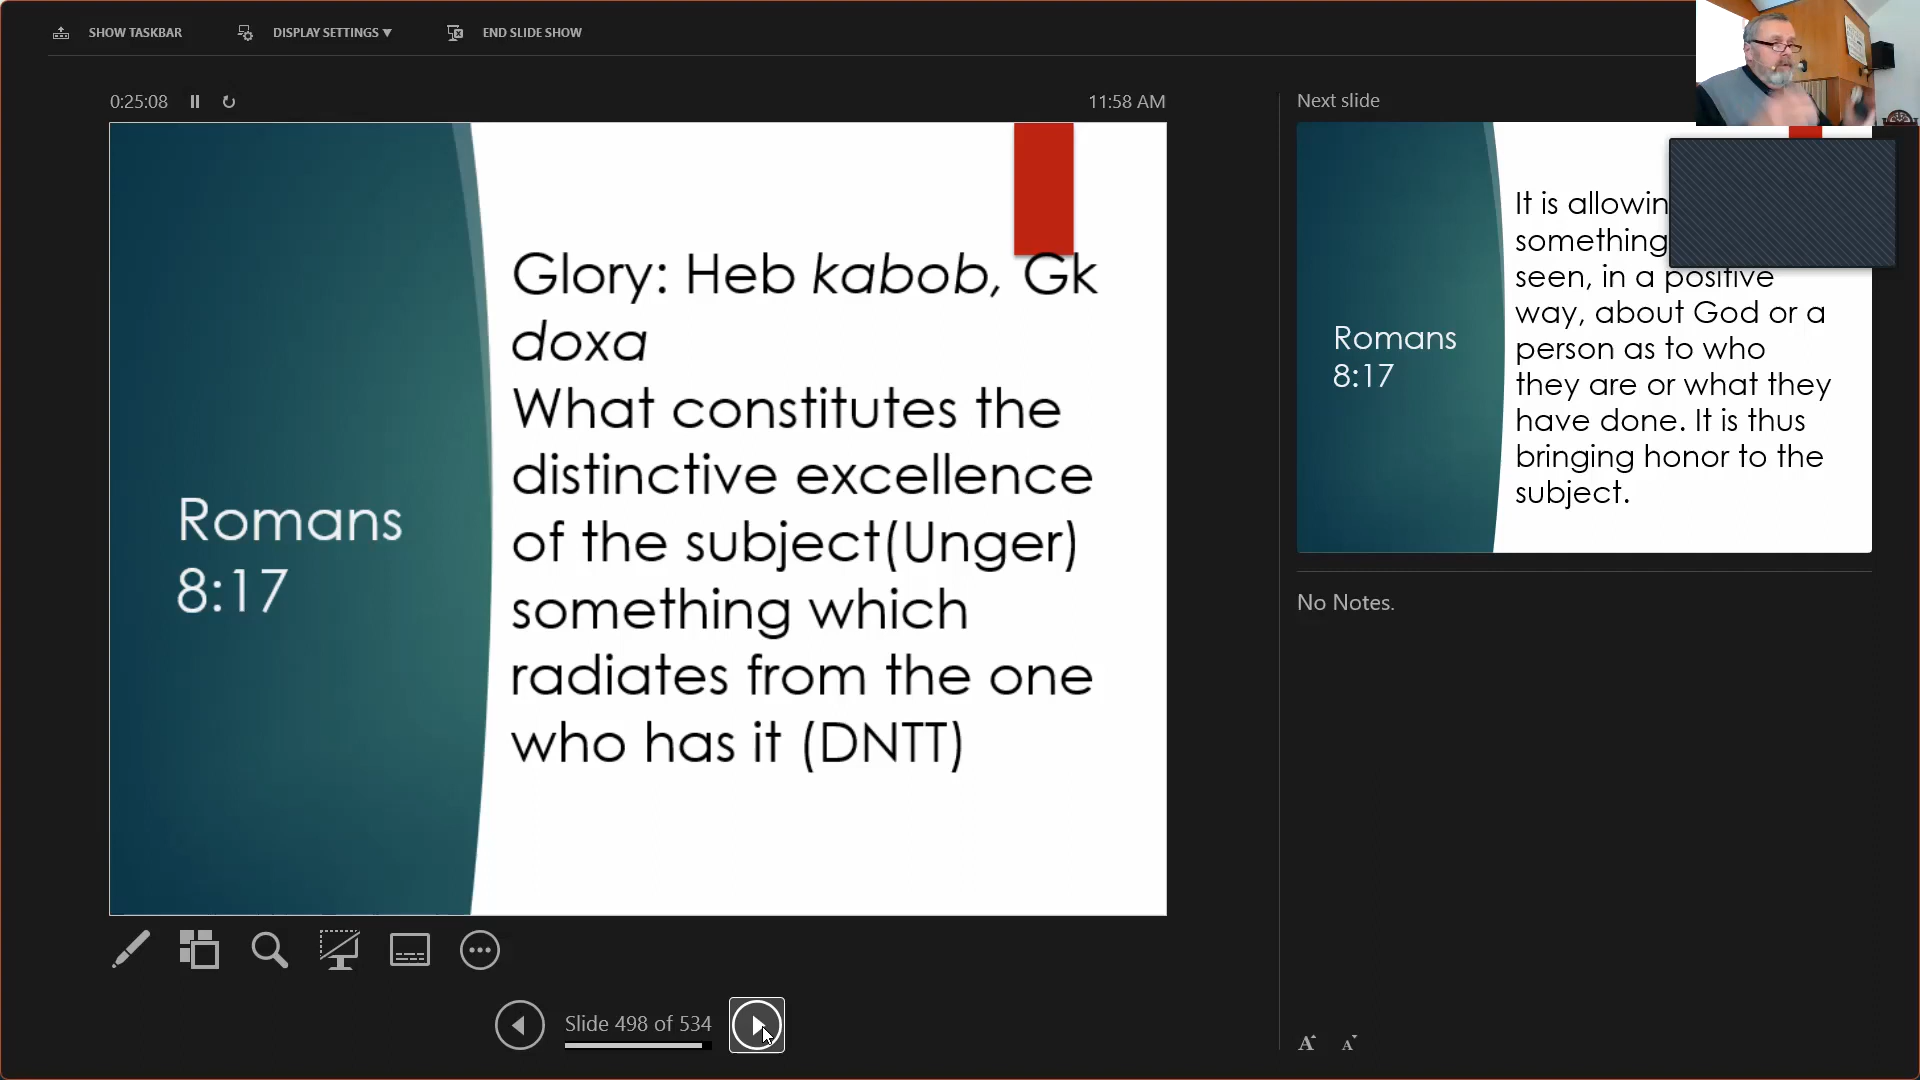 SHOW TASKBAR
DISPLAY SETTINGS ▼
END SLIDE SHOW
0:25:08
11:58 AM
Glory: Heb kabob, Gk
doxa
What constitutes the
distinctive excellence
of the subject(Unger)
something which
radiates from the one
who has it (DNTT)
Romans
8:17
Next slide
It is
something
seen, in a positive
way, about God or a
person as to who
they are or what they
have done. It is thus
bringing honor to the
subject.
Romans
8:17
No Notes.
Slide 498 of 534
A A